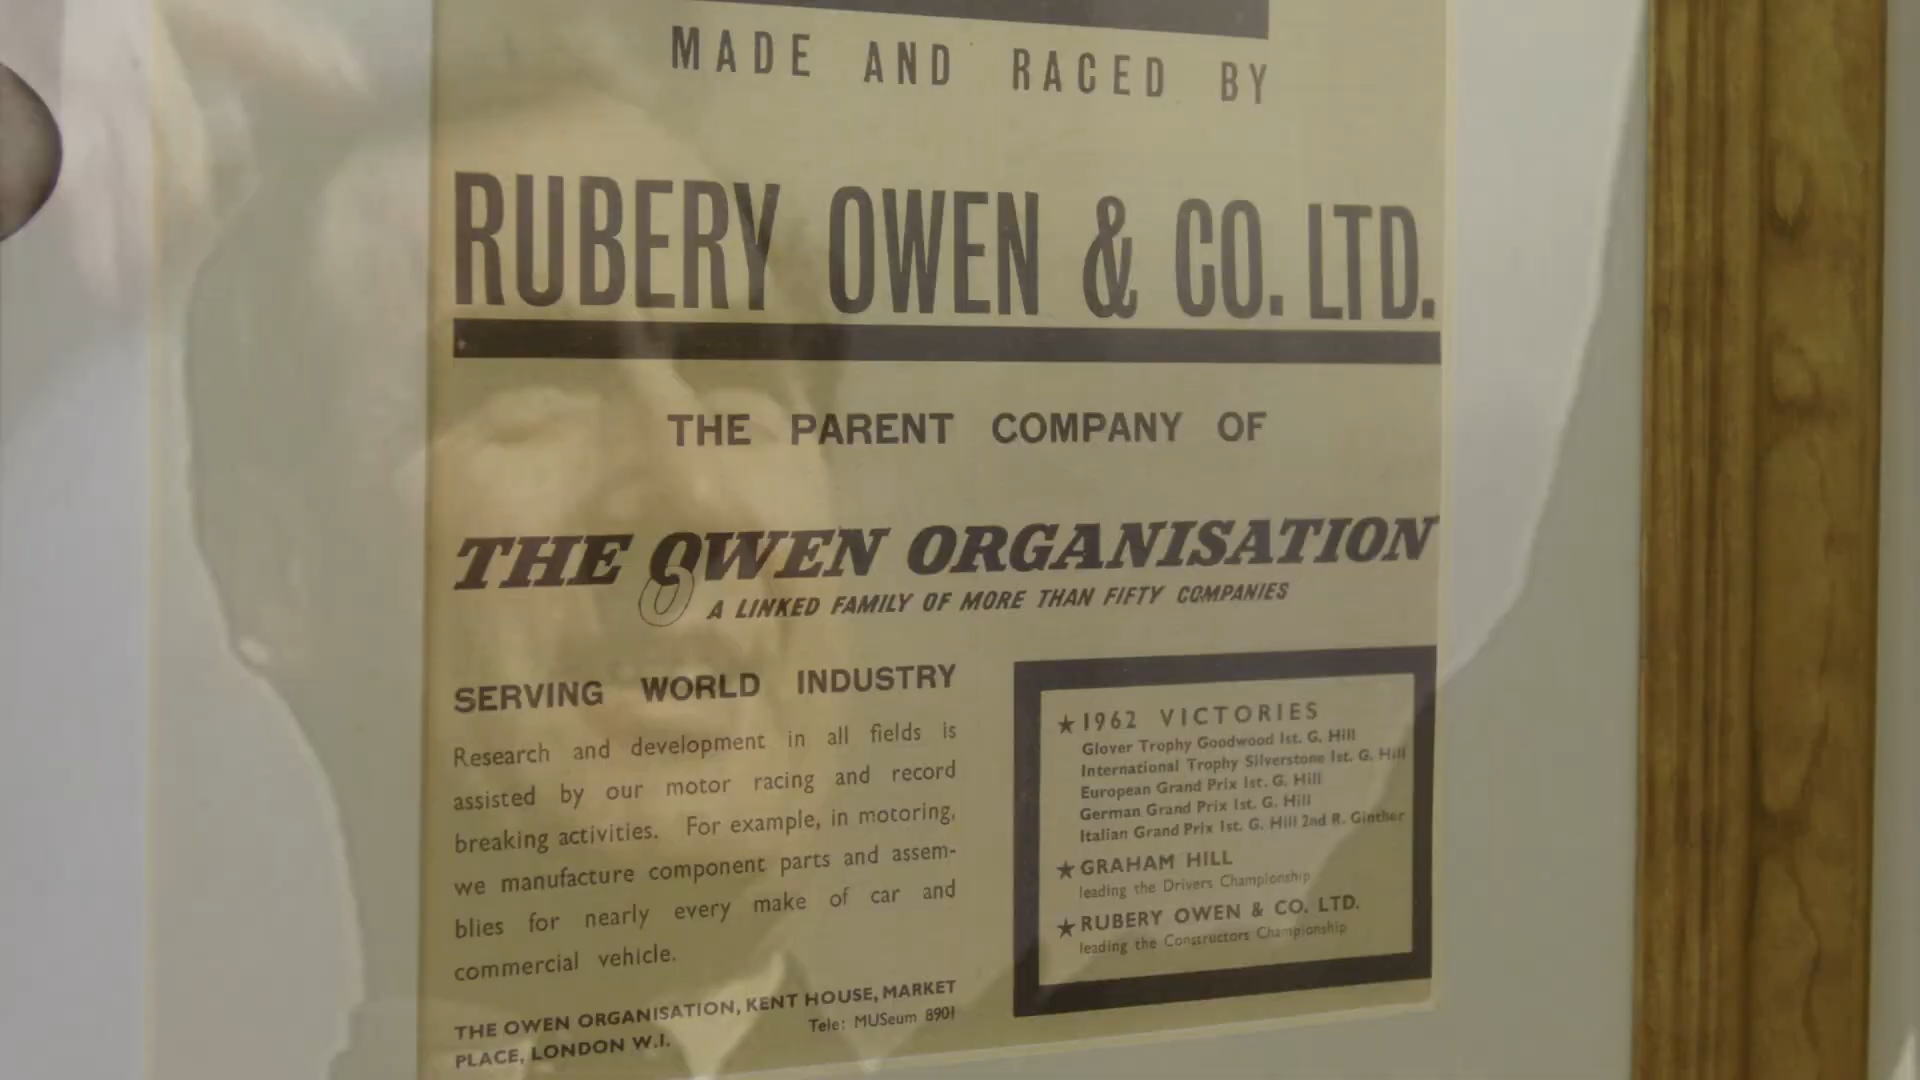 MADE AND RACED BY
RUBERY OWEN & CO. LTD.
THE PARENT COMPANY OF
THE OWEN ORGANISATION
A LINKED FAMILY OF MORE THAN FIFTY COMPANIES
SERVING WORLD INDUSTRY
Research and development in all fields is
assisted by our motor racing and record
breaking activities. For example, in motoring,
we manufacture component parts and assem-
blies for nearly every make of car and
commercial vehicle.
THE OWEN ORGANISATION, KENT HOUSE, MARKET
PLACE, LONDON W.I.
Tele: MUSeum 8901
★ 1962 VICTORIES
Glover Trophy Goodwood 1st. G. Hill
International Trophy Silverstone 1st. G. Hill
European Grand Prix 1st. G. Hill
German Grand Prix 1st. G. Hill
Italian Grand Prix 1st. G. Hill 2nd R. Ginther
★ GRAHAM HILL
leading the Drivers Championship
★ RUBERY OWEN & CO. LTD.
leading the Constructors Championship